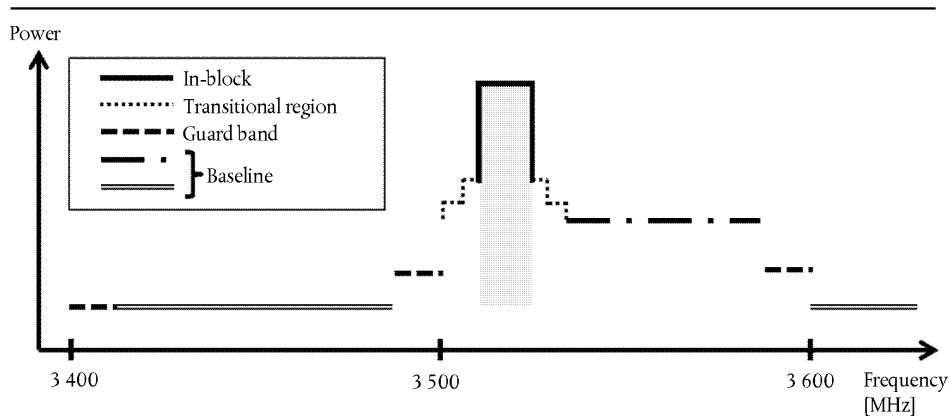 Power
In-block
Transitional region
Guard band
Baseline
3 400
3 500
3 600
Frequency
[MHz]